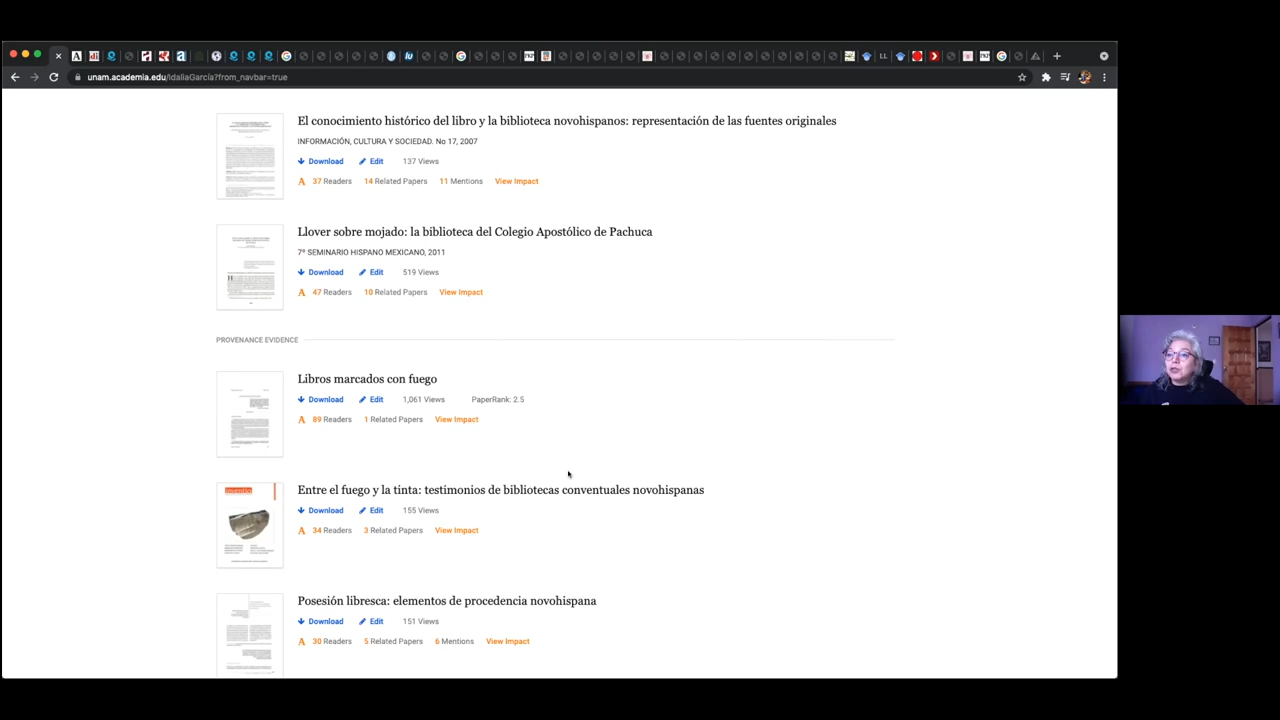 unam.academia.edu/IdaliaGarcía?from_navbar=true
El conocimiento histórico del libro y la biblioteca novohispanos: representación de las fuentes originales
INFORMACIÓN, CULTURA Y SOCIEDAD. No 17, 2007
Download Edit 137 Views
37 Readers 14 Related Papers 11 Mentions View Impact
Llover sobre mojado: la biblioteca del Colegio Apostólico de Pachuca
7º SEMINARIO HISPANO MEXICANO, 2011
Download Edit 519 Views
47 Readers 10 Related Papers View Impact
PROVENANCE EVIDENCE
Libros marcados con fuego
Download Edit 1,061 Views PaperRank: 2.5
89 Readers 1 Related Papers View Impact
Entre el fuego y la tinta: testimonios de bibliotecas conventuales novohispanas
Download Edit 155 Views
34 Readers 3 Related Papers View Impact
Posesión libresca: elementos de procedencia novohispana
Download Edit 151 Views
30 Readers 5 Related Papers 6 Mentions View Impact